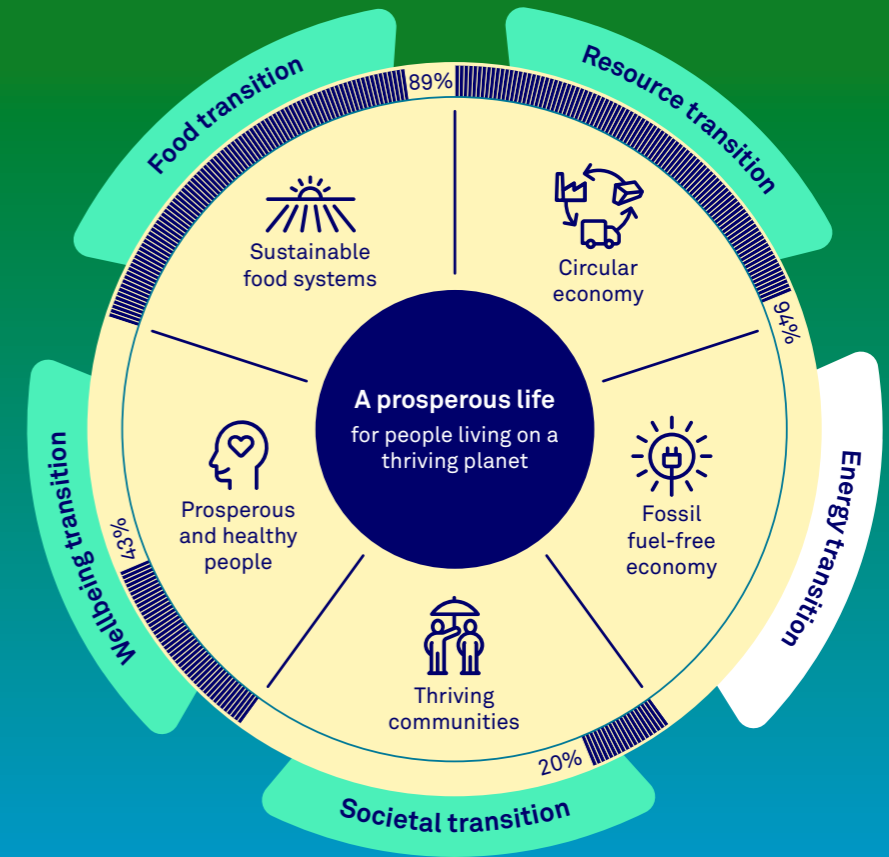 Food transition
89%
Resource transition
Sustainable
food systems
Circular
economy
94%
A prosperous life
for people living on a
thriving planet
Energy transition
Fossil
fuel-free
economy
Wellbeing transition
43%
Prosperous
and healthy
people
Thriving
communities
20%
Societal transition